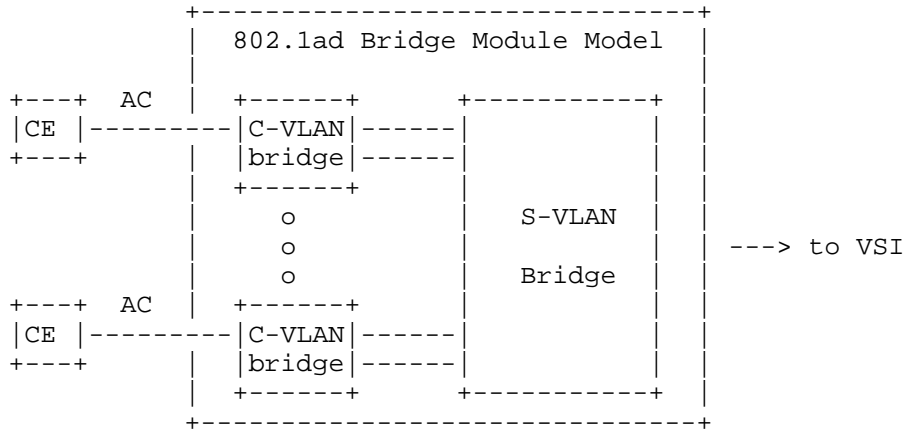 802.1ad Bridge Module Model
AC
CE C-VLAN
bridge
o S-VLAN
o ---> to VSI
o Bridge
AC
CE C-VLAN
bridge